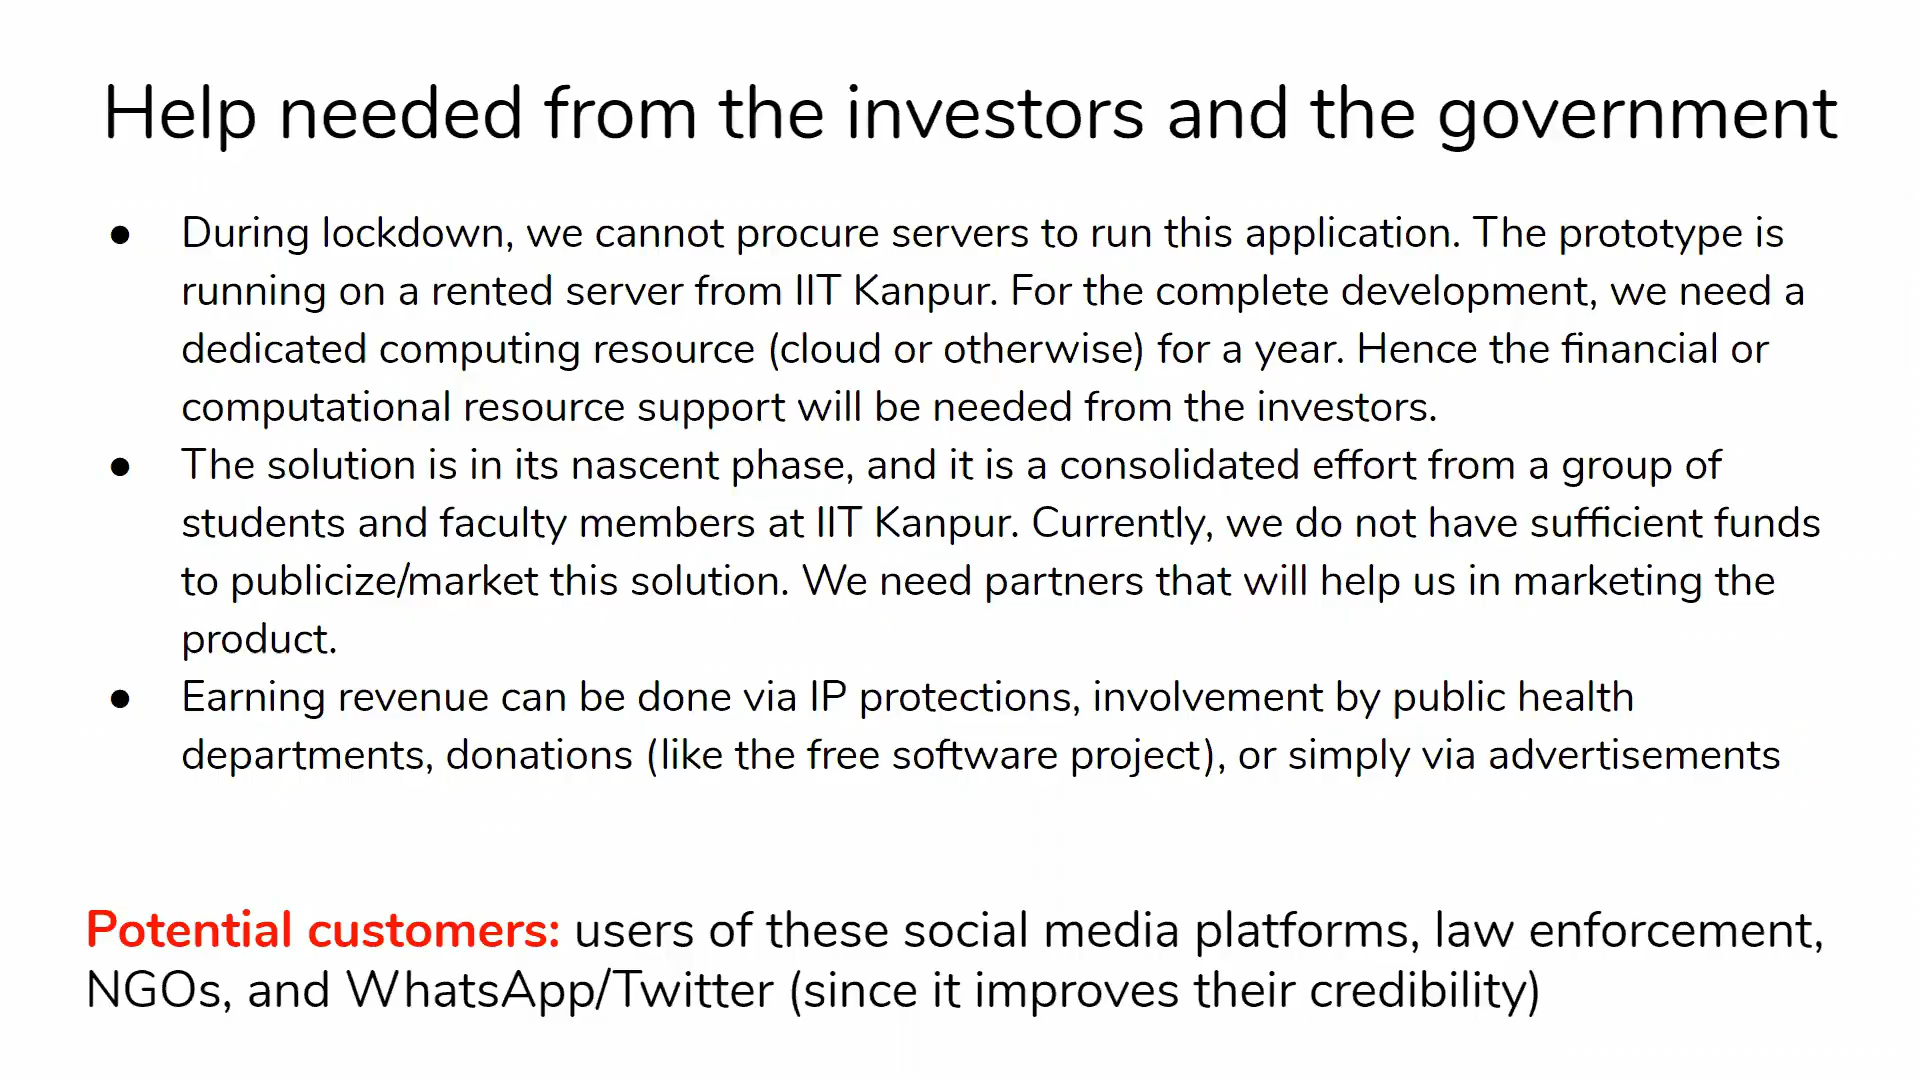 Help needed from the investors and the government
● During lockdown, we cannot procure servers to run this application. The prototype is
running on a rented server from IIT Kanpur. For the complete development, we need a
dedicated computing resource (cloud or otherwise) for a year. Hence the financial or
computational resource support will be needed from the investors.
● The solution is in its nascent phase, and it is a consolidated effort from a group of
students and faculty members at IIT Kanpur. Currently, we do not have sufficient funds
to publicize/market this solution. We need partners that will help us in marketing the
product.
● Earning revenue can be done via IP protections, involvement by public health
departments, donations (like the free software project), or simply via advertisements
Potential customers: users of these social media platforms, law enforcement,
NGOs, and WhatsApp/Twitter (since it improves their credibility)